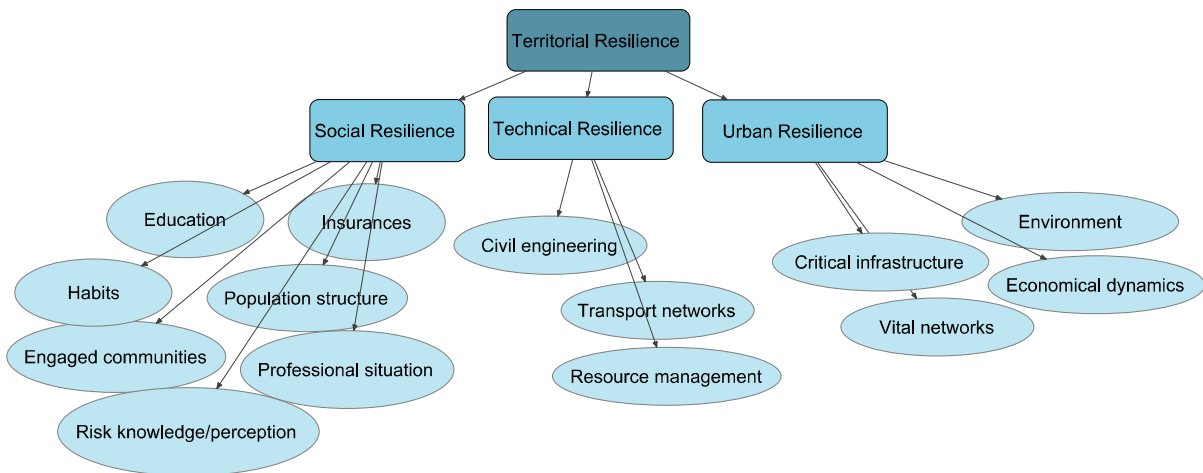 Territorial Resilience
Social Resilience
Technical Resilience
Urban Resilience
Education
Insurances
Environment
Civil engineering
Critical infrastructure
Habits
Population structure
Economical dynamics
Transport networks
Vital networks
Engaged communities
Professional situation
Resource management
Risk knowledge/perception